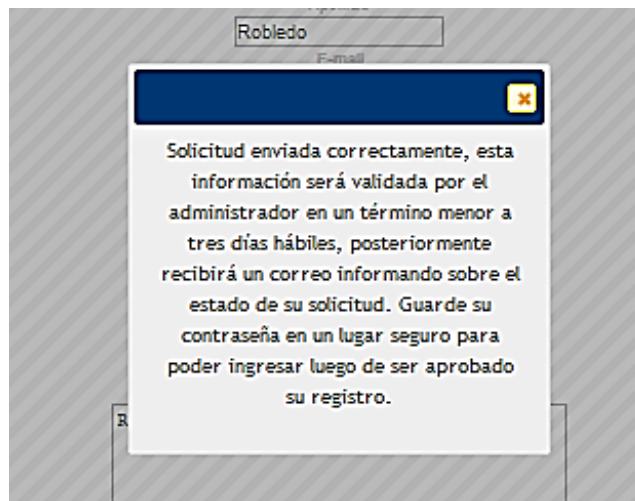 Robledo
E-mail
Solicitud enviada correctamente, esta
información será validada por el
administrador en un término menor a
tres días hábiles, posteriormente
recibirá un correo informando sobre el
estado de su solicitud. Guarde su
contraseña en un lugar seguro para
poder ingresar luego de ser aprobado
su registro.
R